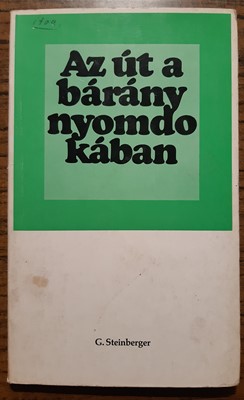 Az út a
bárány
nyomdo
kában
G. Steinberger